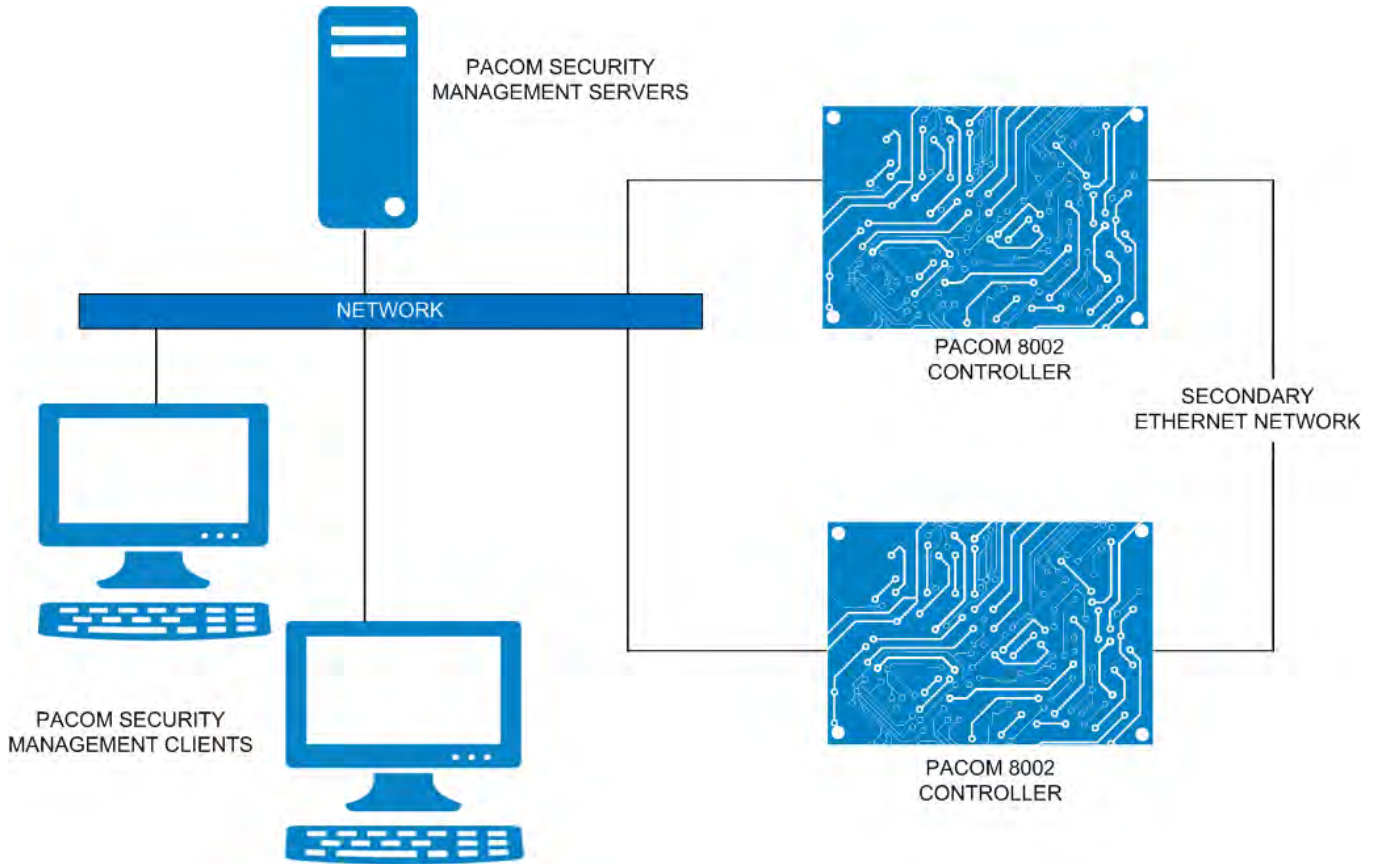 PACOM SECURITY
MANAGEMENT SERVERS
NETWORK
PACOM 8002
CONTROLLER
SECONDARY
ETHERNET NETWORK
PACOM SECURITY
MANAGEMENT CLIENTS
PACOM 8002
CONTROLLER